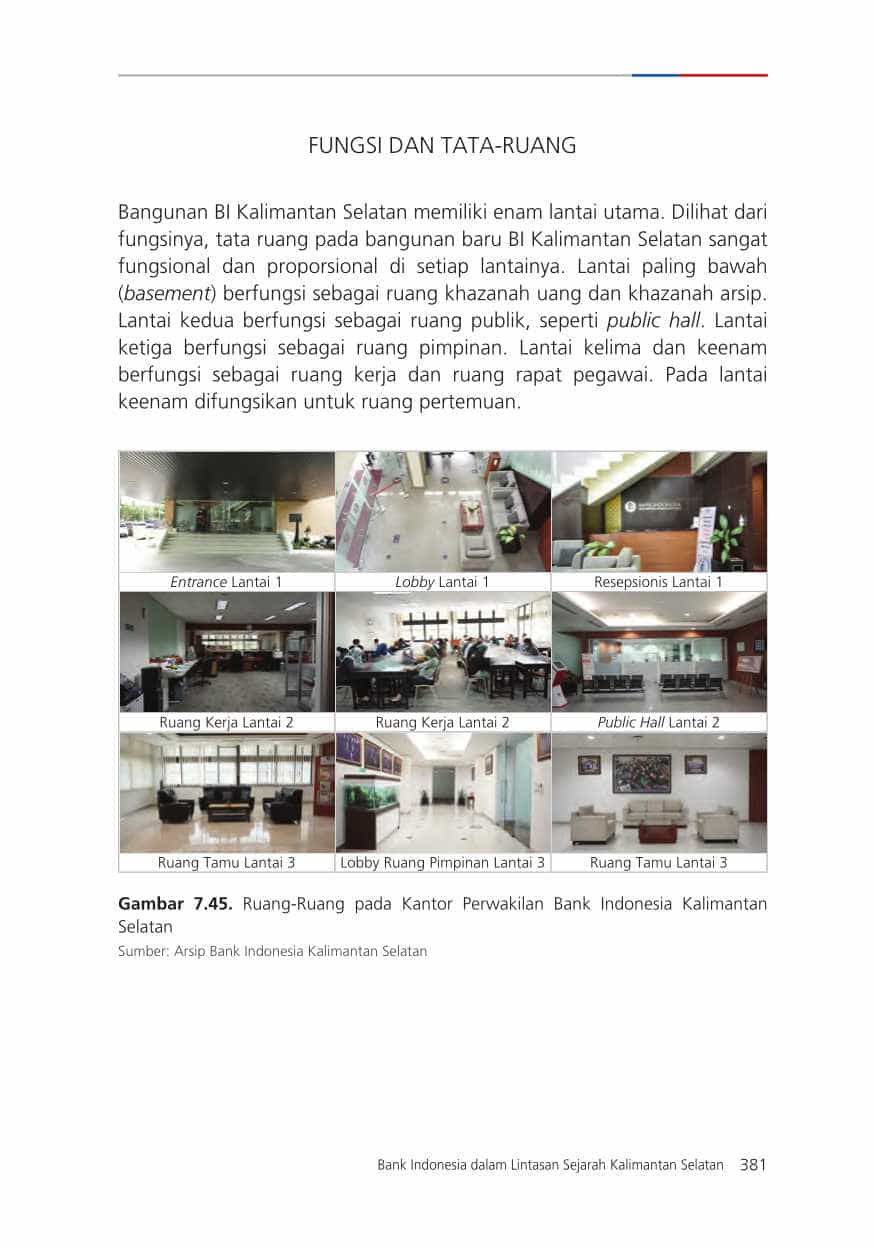 FUNGSI DAN TATA-RUANG
Bangunan BI Kalimantan Selatan memiliki enam lantai utama. Dilihat dari
fungsinya, tata ruang pada bangunan baru BI Kalimantan Selatan sangat
fungsional dan proporsional di setiap lantainya. Lantai paling bawah
(basement) berfungsi sebagai ruang khazanah uang dan khazanah arsip.
Lantai kedua berfungsi sebagai ruang publik, seperti public hall. Lantai
ketiga berfungsi sebagai ruang pimpinan. Lantai kelima dan keenam
berfungsi sebagai ruang kerja dan ruang rapat pegawai. Pada lantai
keenam difungsikan untuk ruang pertemuan.
BANK INDONESIA
Entrance Lantai 1
Lobby Lantai 1
Resepsionis Lantai 1
Ruang Kerja Lantai 2
Ruang Kerja Lantai 2
Public Hall Lantai 2
Ruang Tamu Lantai 3
Lobby Ruang Pimpinan Lantai 3
Ruang Tamu Lantai 3
Gambar 7.45. Ruang-Ruang pada Kantor Perwakilan Bank Indonesia Kalimantan
Selatan
Sumber: Arsip Bank Indonesia Kalimantan Selatan
Bank Indonesia dalam Lintasan Sejarah Kalimantan Selatan 381